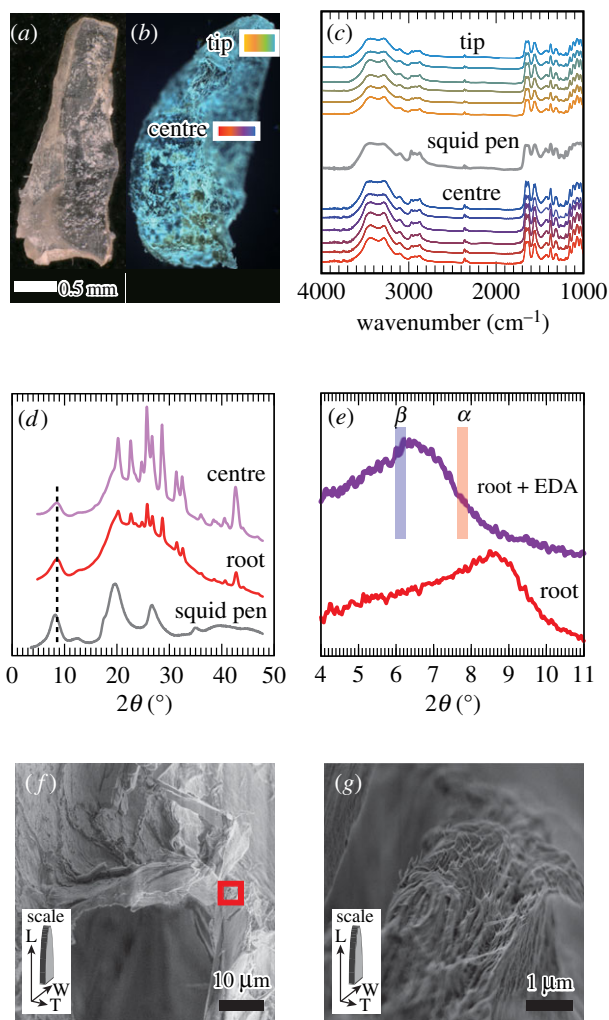 (a)
(b)
tip
centre
0.5 mm
(c)
tip
squid pen
centre
4000 3000 2000 1000
wavenumber (cm⁻¹)
(d)
centre
root
squid pen
0 10 20 30 40 50
2θ (°)
(e)
β α
root + EDA
root
4 5 6 7 8 9 10 11
2θ (°)
(f)
scale
L
W
T
10 μm
(g)
scale
L
W
T
1 μm